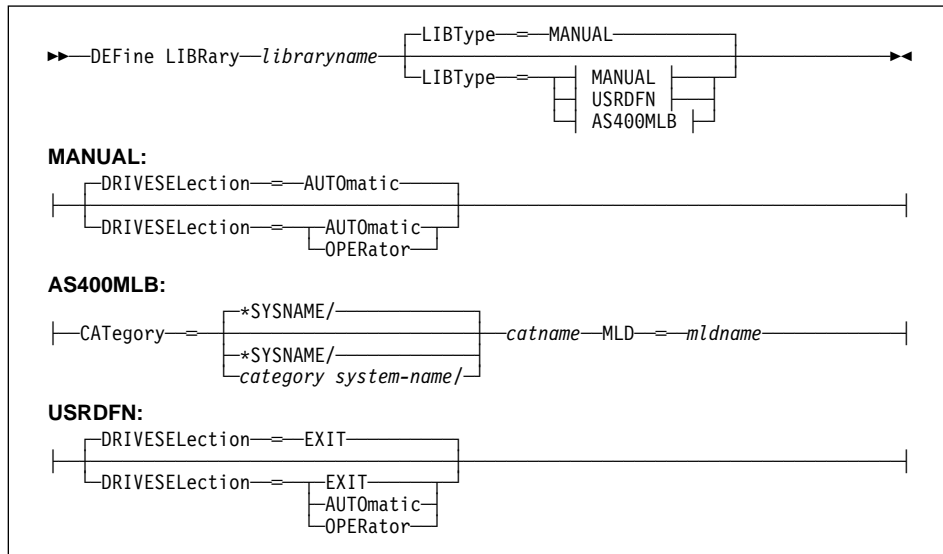 LIBType = MANUAL
►►─DEFine LIBRary─libraryname ─►◄
LIBType = MANUAL
USRDFN
AS400MLB
MANUAL:
DRIVESELection = AUTOmatic
DRIVESELection = AUTOmatic
OPERator
AS400MLB:
*SYSNAME/
CATegory = catname MLD = mldname
*SYSNAME/
category system-name/
USRDFN:
DRIVESELection = EXIT
DRIVESELection = EXIT
AUTOmatic
OPERator